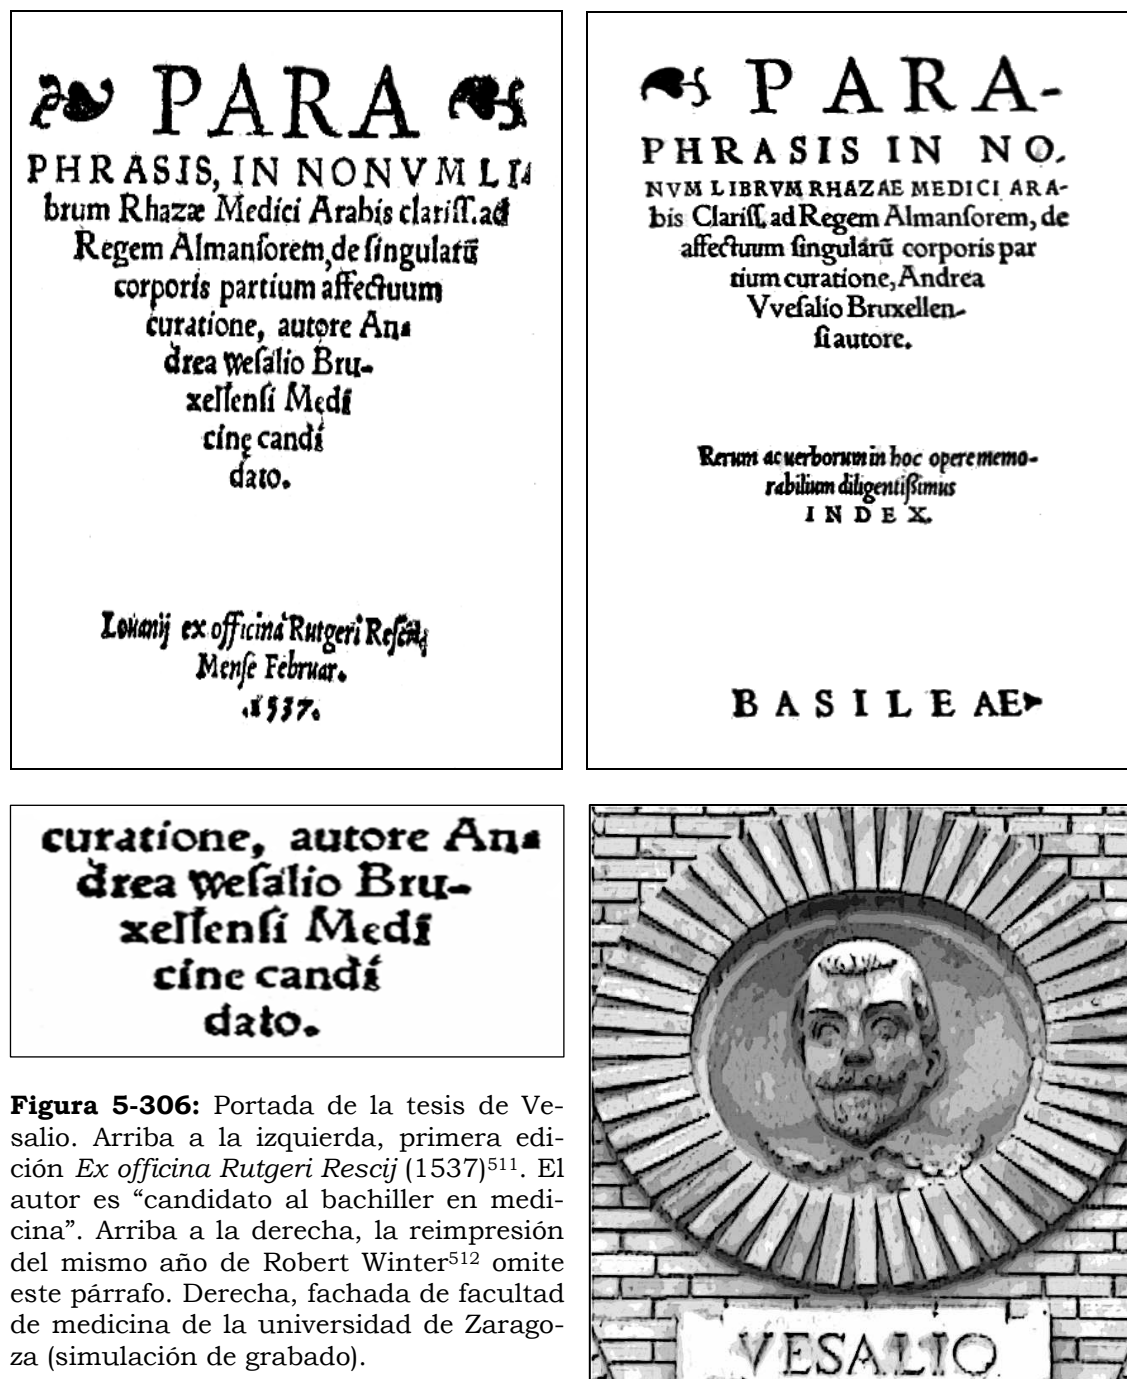 PARA
PHRASIS, IN NONVM LI
brum Rhazæ Medici Arabis clariſſ. ad
Regem Almanſorem, de ſingularū
corporis partium affectuum
curatione, autore An⸗
drea Weſalio Bru-
xellenſi Medi
cinę candi
dato.
Louanij ex officina Rutgeri Reſcij
Menſe Februar.
.1537.
PARA-
PHRASIS IN NO.
NVM LIBRVM RHAZAE MEDICI ARA-
bis Clariſſ. ad Regem Almanſorem, de
affectuum ſingularū corporis par
tium curatione, Andrea
Vveſalio Bruxellen-
ſi autore.
Rerum ac uerborum in hoc opere memo-
rabilium diligentiſsimus
INDEX.
BASILEAE
curatione, autore An⸗
drea Weſalio Bru-
xellenſi Medi
cine candi
dato.
Figura 5-306: Portada de la tesis de Ve-
salio. Arriba a la izquierda, primera edi-
ción Ex officina Rutgeri Rescij (1537)511. El
autor es “candidato al bachiller en medi-
cina”. Arriba a la derecha, la reimpresión
del mismo año de Robert Winter512 omite
este párrafo. Derecha, fachada de facultad
de medicina de la universidad de Zarago-
za (simulación de grabado).
VESALIO